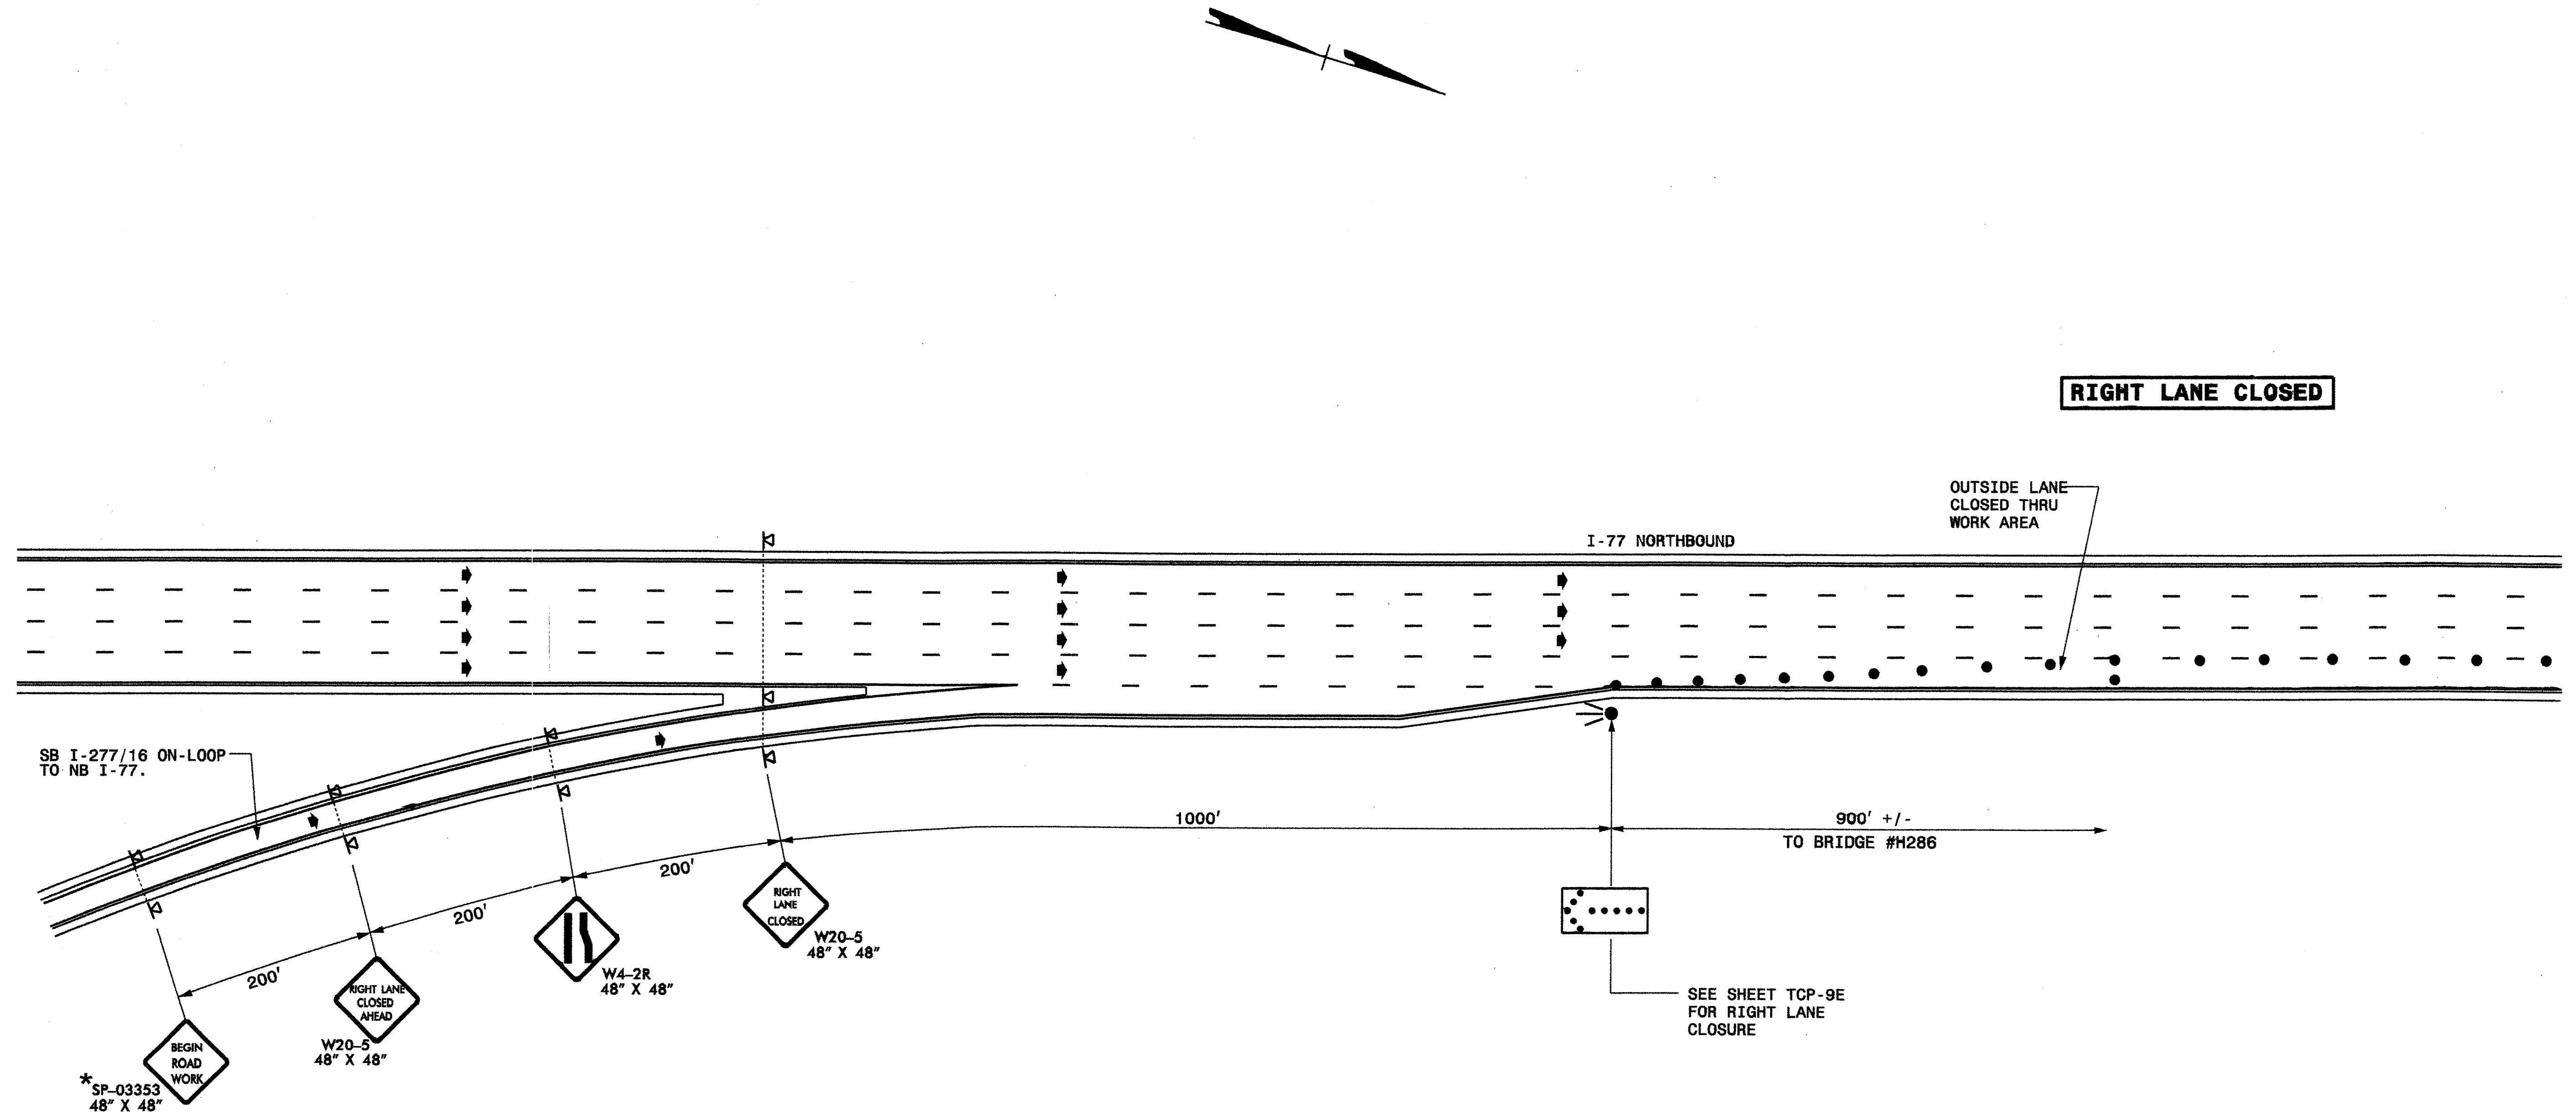 RIGHT LANE CLOSED
OUTSIDE LANE
CLOSED THRU
WORK AREA
I-77 NORTHBOUND
SB I-277/16 ON-LOOP
TO NB I-77.
1000'
900' +/-
TO BRIDGE #H286
200'
200'
200'
RIGHT
LANE
CLOSED
W20-5
48" X 48"
W4-2R
48" X 48"
RIGHT LANE
CLOSED
AHEAD
W20-5
48" X 48"
BEGIN
ROAD
WORK
*SP-03353
48" X 48"
SEE SHEET TCP-9E
FOR RIGHT LANE
CLOSURE